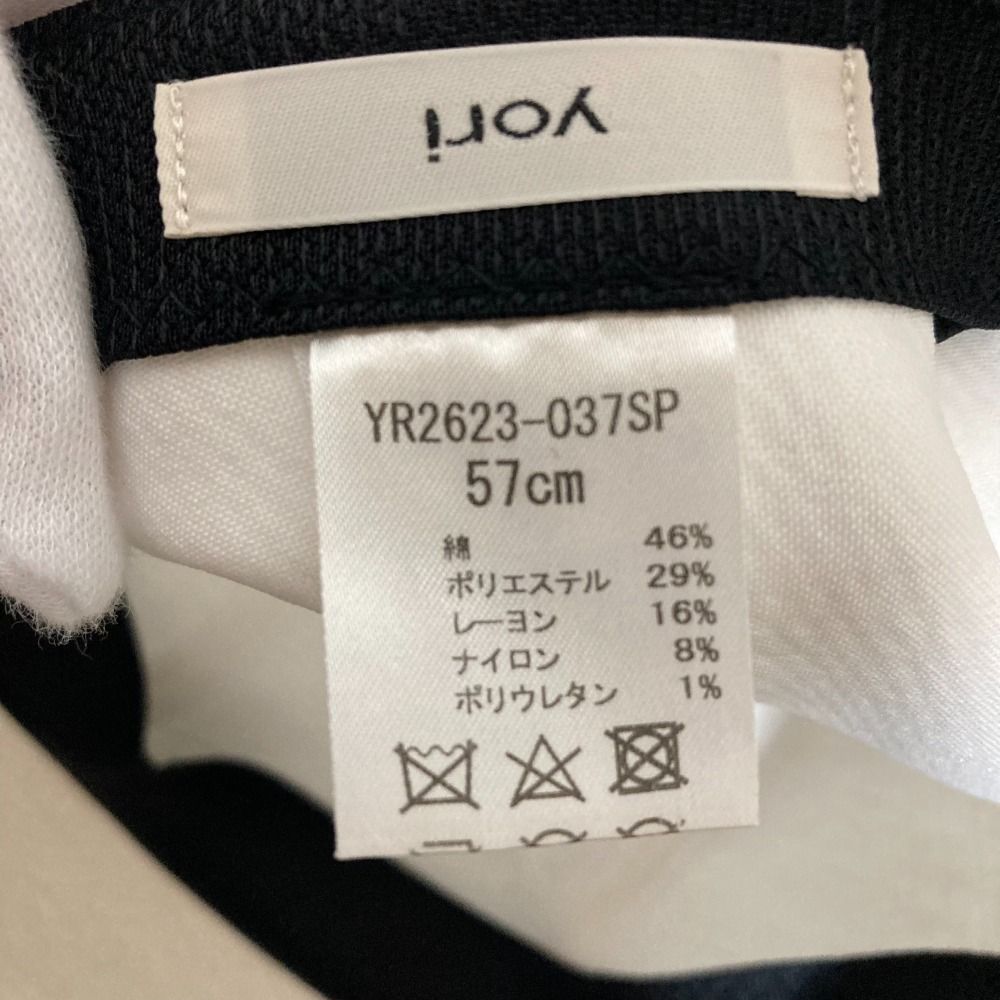 yori
YR2623-037SP
57cm
綿 46%
ポリエステル 29%
レーヨン 16%
ナイロン 8%
ポリウレタン 1%